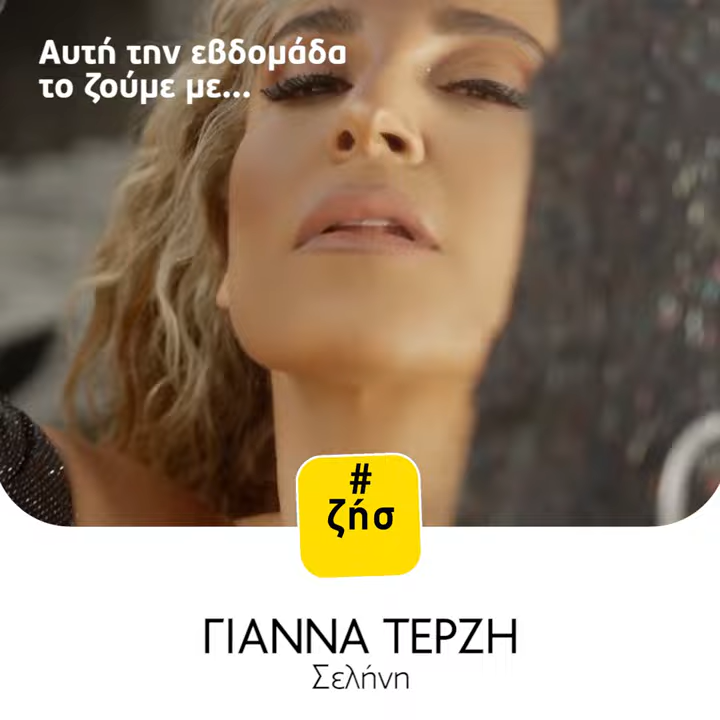 Αυτή την εβδομάδα
το ζούμε με...
#
ζήσ
ΓΙΑΝΝΑ ΤΕΡΖΗ
Σελήνη